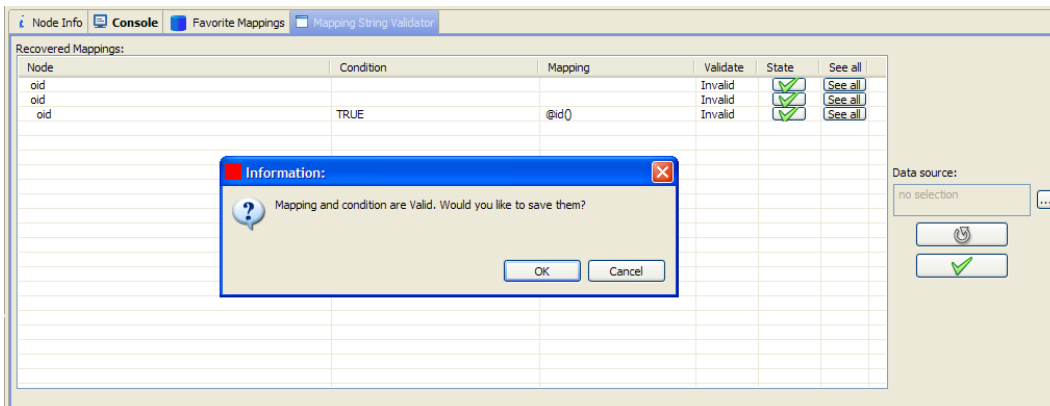 Node Info Console Favorite Mappings Mapping String Validator
Recovered Mappings:
Node Condition Mapping Validate State See all
oid Invalid See all
oid Invalid See all
oid TRUE @id() Invalid See all
Information:
Mapping and condition are Valid. Would you like to save them?
OK Cancel
Data source:
no selection
...